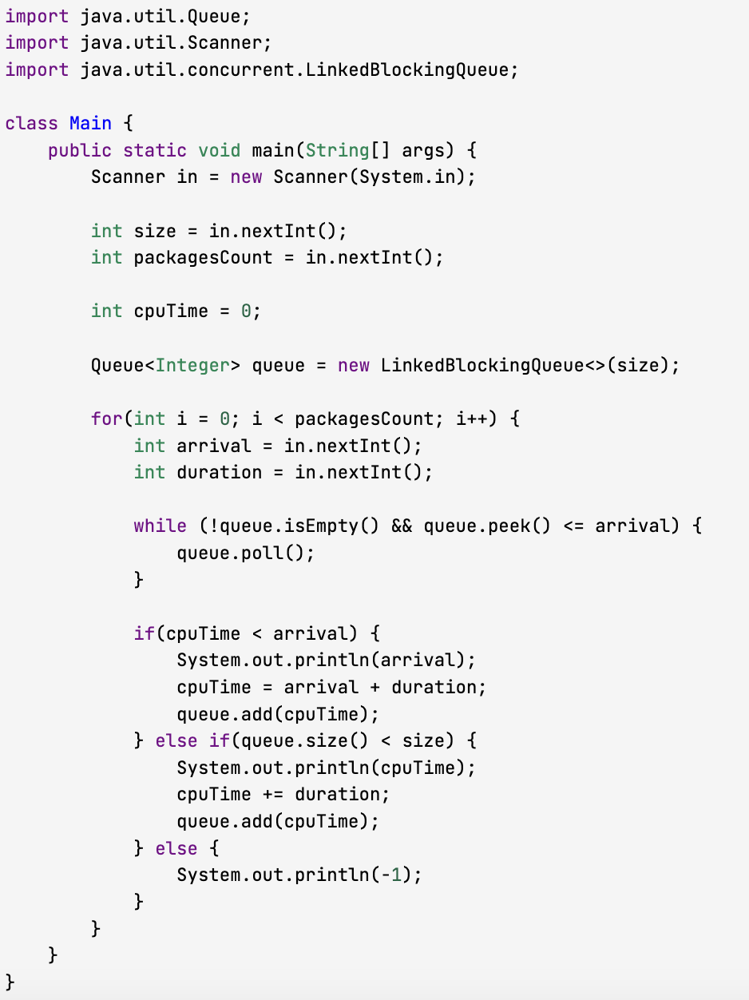 import java.util.Queue;
import java.util.Scanner;
import java.util.concurrent.LinkedBlockingQueue;

class Main {
    public static void main(String[] args) {
        Scanner in = new Scanner(System.in);

        int size = in.nextInt();
        int packagesCount = in.nextInt();

        int cpuTime = 0;

        Queue<Integer> queue = new LinkedBlockingQueue<>(size);

        for(int i = 0; i < packagesCount; i++) {
            int arrival = in.nextInt();
            int duration = in.nextInt();

            while (!queue.isEmpty() && queue.peek() <= arrival) {
                queue.poll();
            }

            if(cpuTime < arrival) {
                System.out.println(arrival);
                cpuTime = arrival + duration;
                queue.add(cpuTime);
            } else if(queue.size() < size) {
                System.out.println(cpuTime);
                cpuTime += duration;
                queue.add(cpuTime);
            } else {
                System.out.println(-1);
            }
        }
    }
}